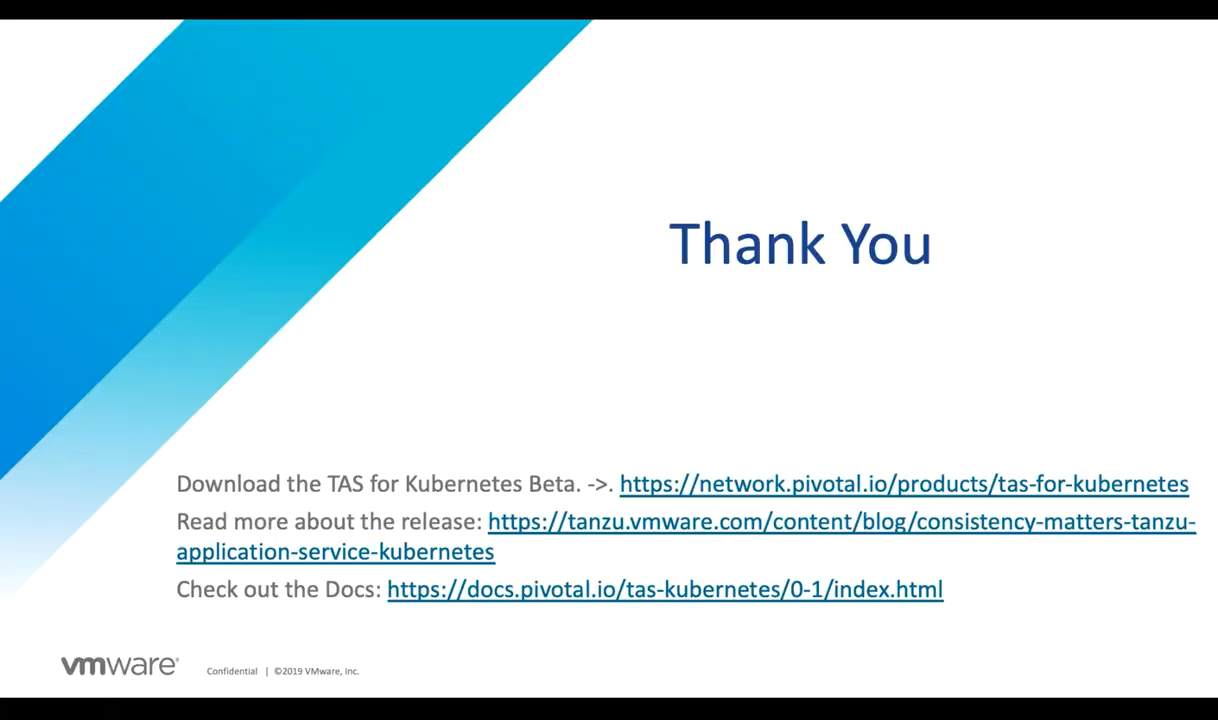 Thank You
Download the TAS for Kubernetes Beta. ->. https://network.pivotal.io/products/tas-for-kubernetes
Read more about the release: https://tanzu.vmware.com/content/blog/consistency-matters-tanzu-
application-service-kubernetes
Check out the Docs: https://docs.pivotal.io/tas-kubernetes/0-1/index.html
vmware® Confidential | ©2019 VMware, Inc.